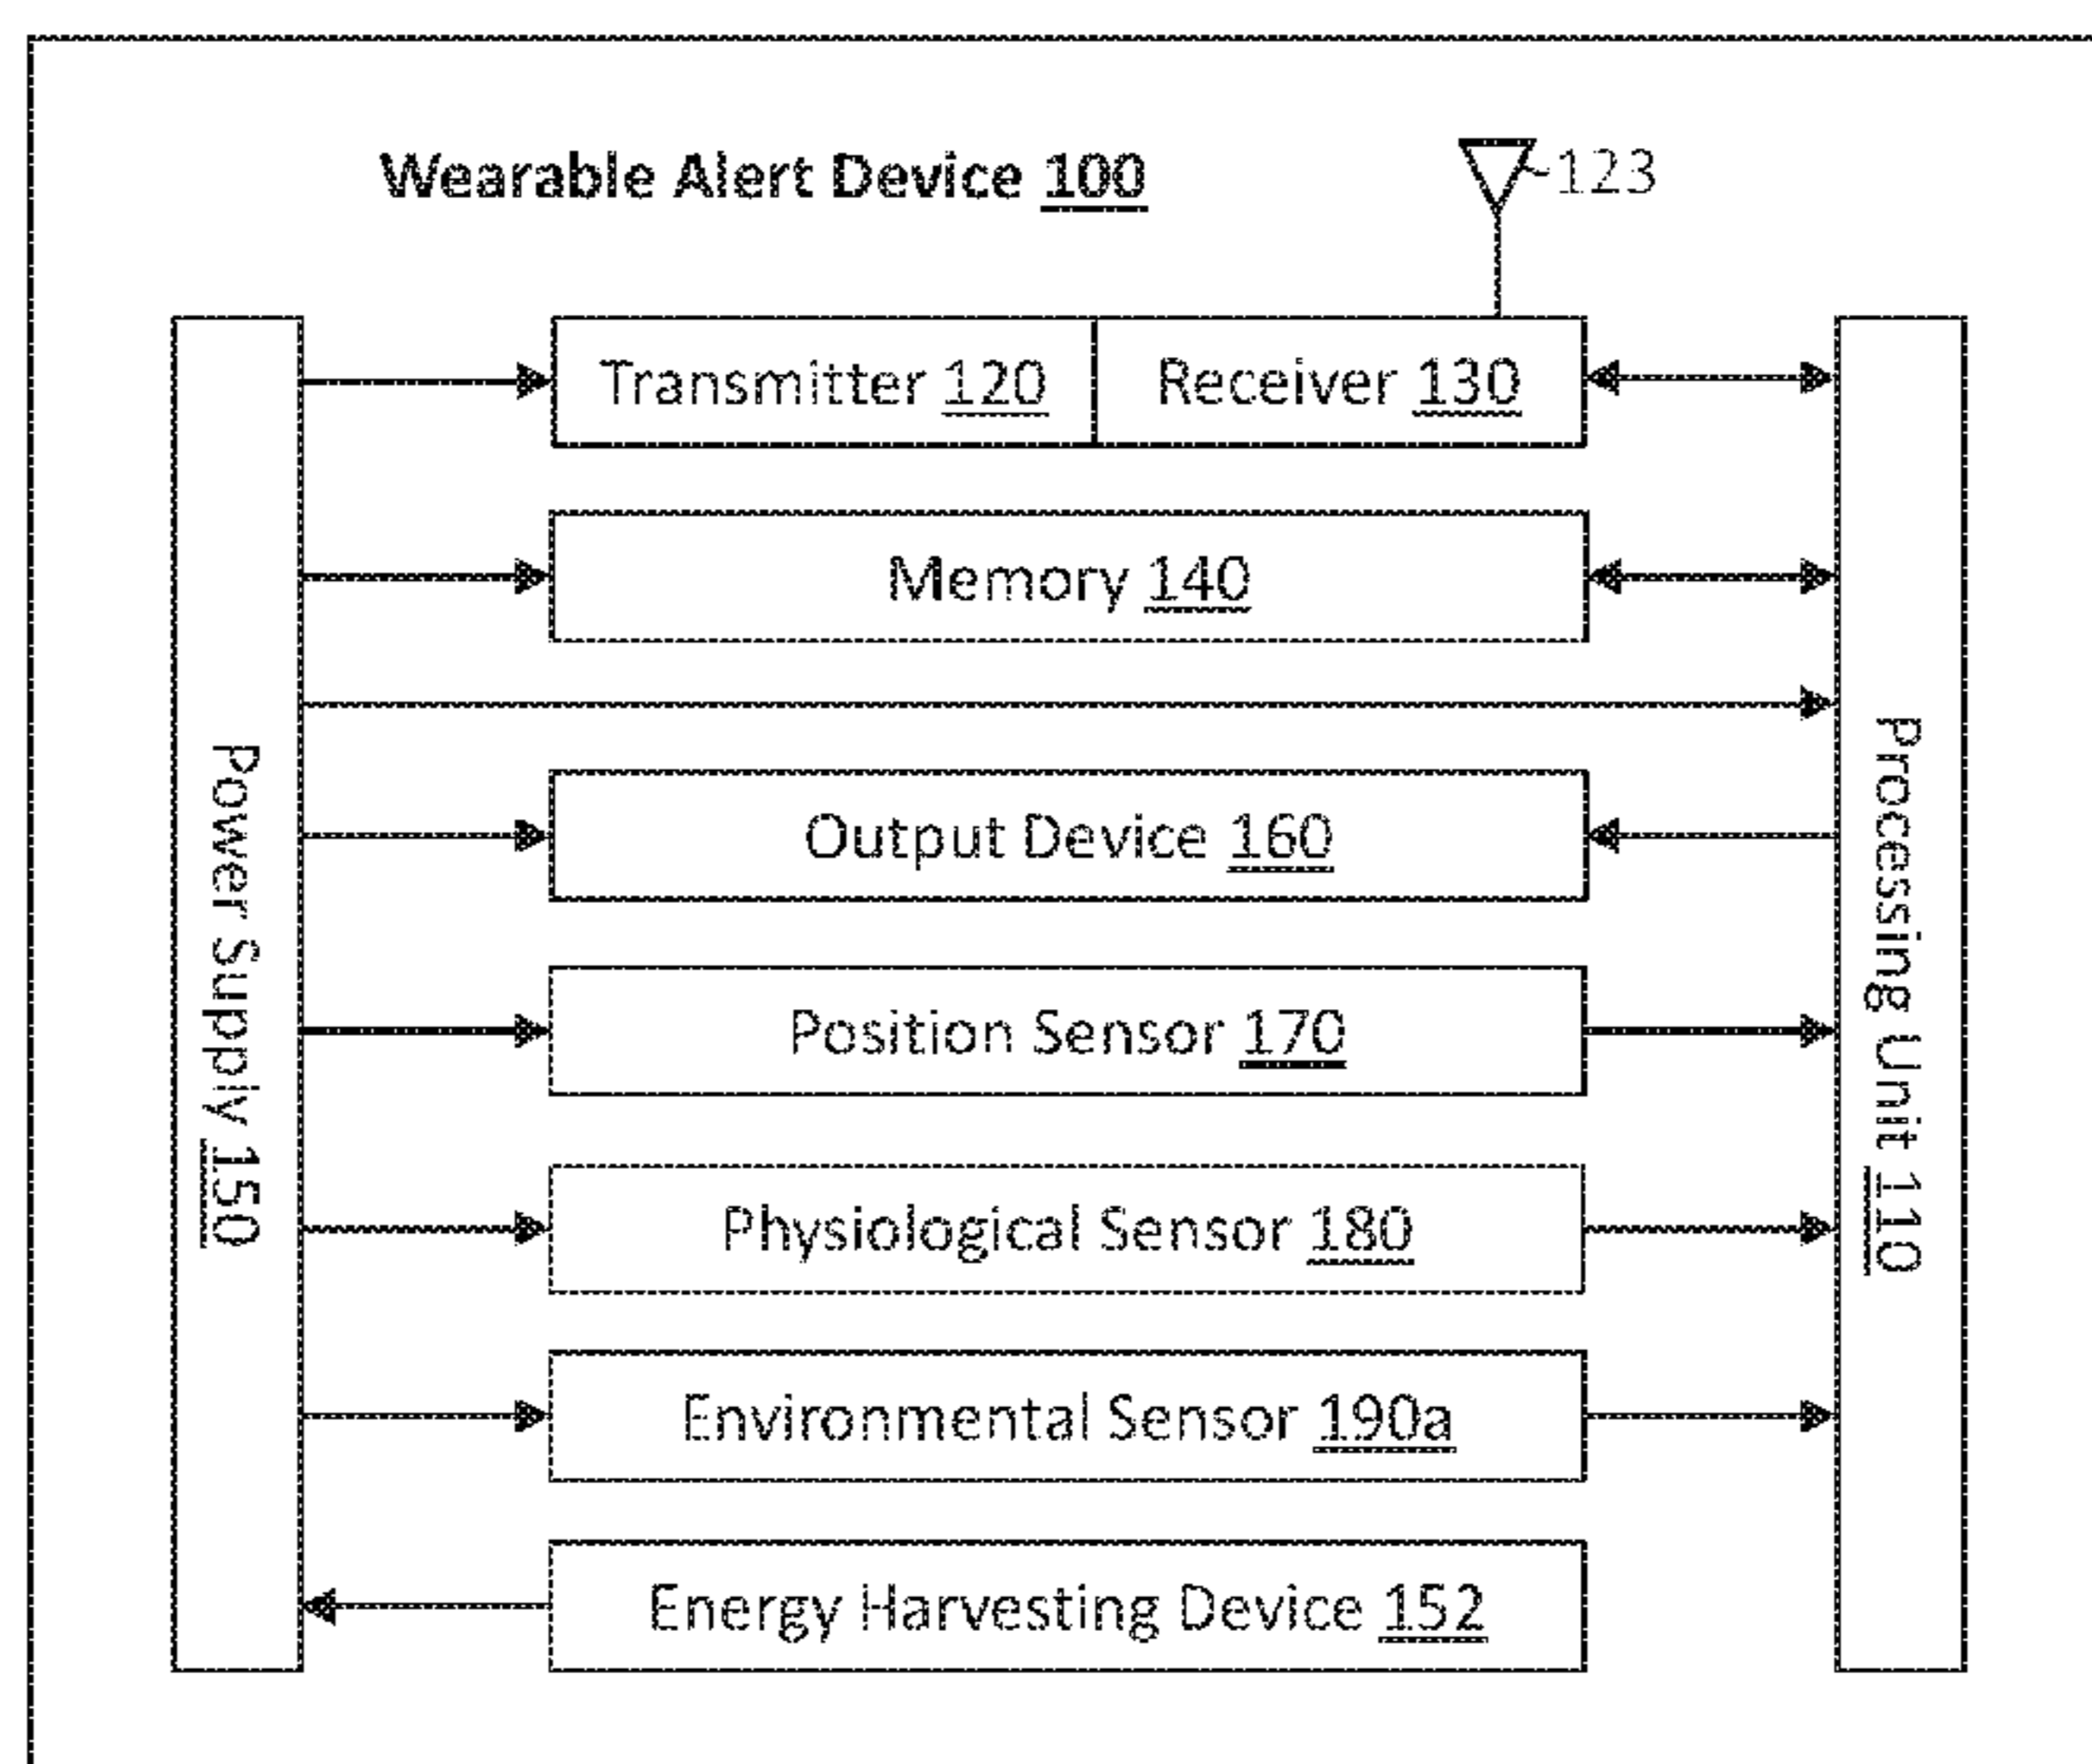 Wearable Alert Device 100
123
Transmitter 120
Receiver 130
Memory 140
Power Supply 150
Processing Unit 110
Output Device 160
Position Sensor 170
Physiological Sensor 180
Environmental Sensor 190a
Energy Harvesting Device 152